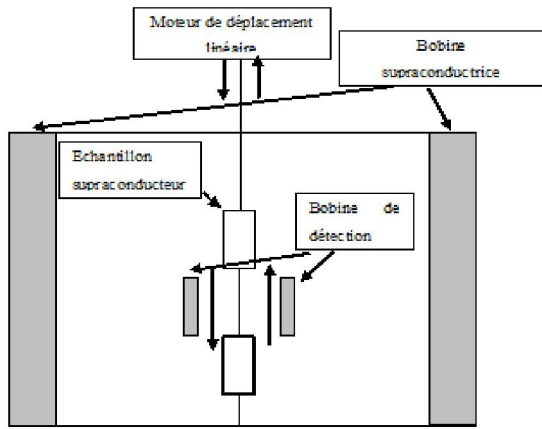 Moteur de déplacement
linéaire
Bobine
supraconductrice
Echantillon
supraconducteur
Bobine de
détection